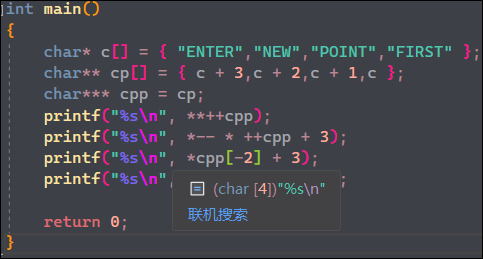 int main()
{
char* c[] = { "ENTER","NEW","POINT","FIRST" };
char** cp[] = { c + 3,c + 2,c + 1,c };
char*** cpp = cp;
printf("%s\n", **++cpp);
printf("%s\n", *-- * ++cpp + 3);
printf("%s\n", *cpp[-2] + 3);
printf("%s\n", ;
(char [4])"%s\n"
联机搜索
return 0;
}